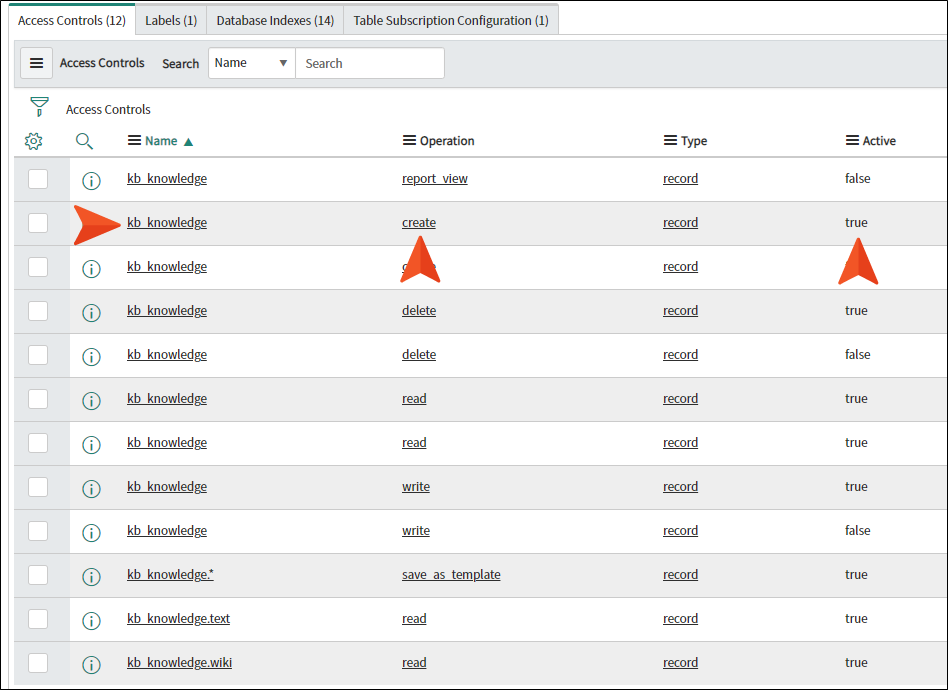 Access Controls (12) Labels (1) Database Indexes (14) Table Subscription Configuration (1)
Access Controls Search Name Search
Access Controls
Name Operation Type Active
kb_knowledge report_view record false
kb_knowledge create record true
kb_knowledge record
kb_knowledge delete record true
kb_knowledge delete record false
kb_knowledge read record true
kb_knowledge read record true
kb_knowledge write record true
kb_knowledge write record false
kb_knowledge.* save_as_template record true
kb_knowledge.text read record true
kb_knowledge.wiki read record true